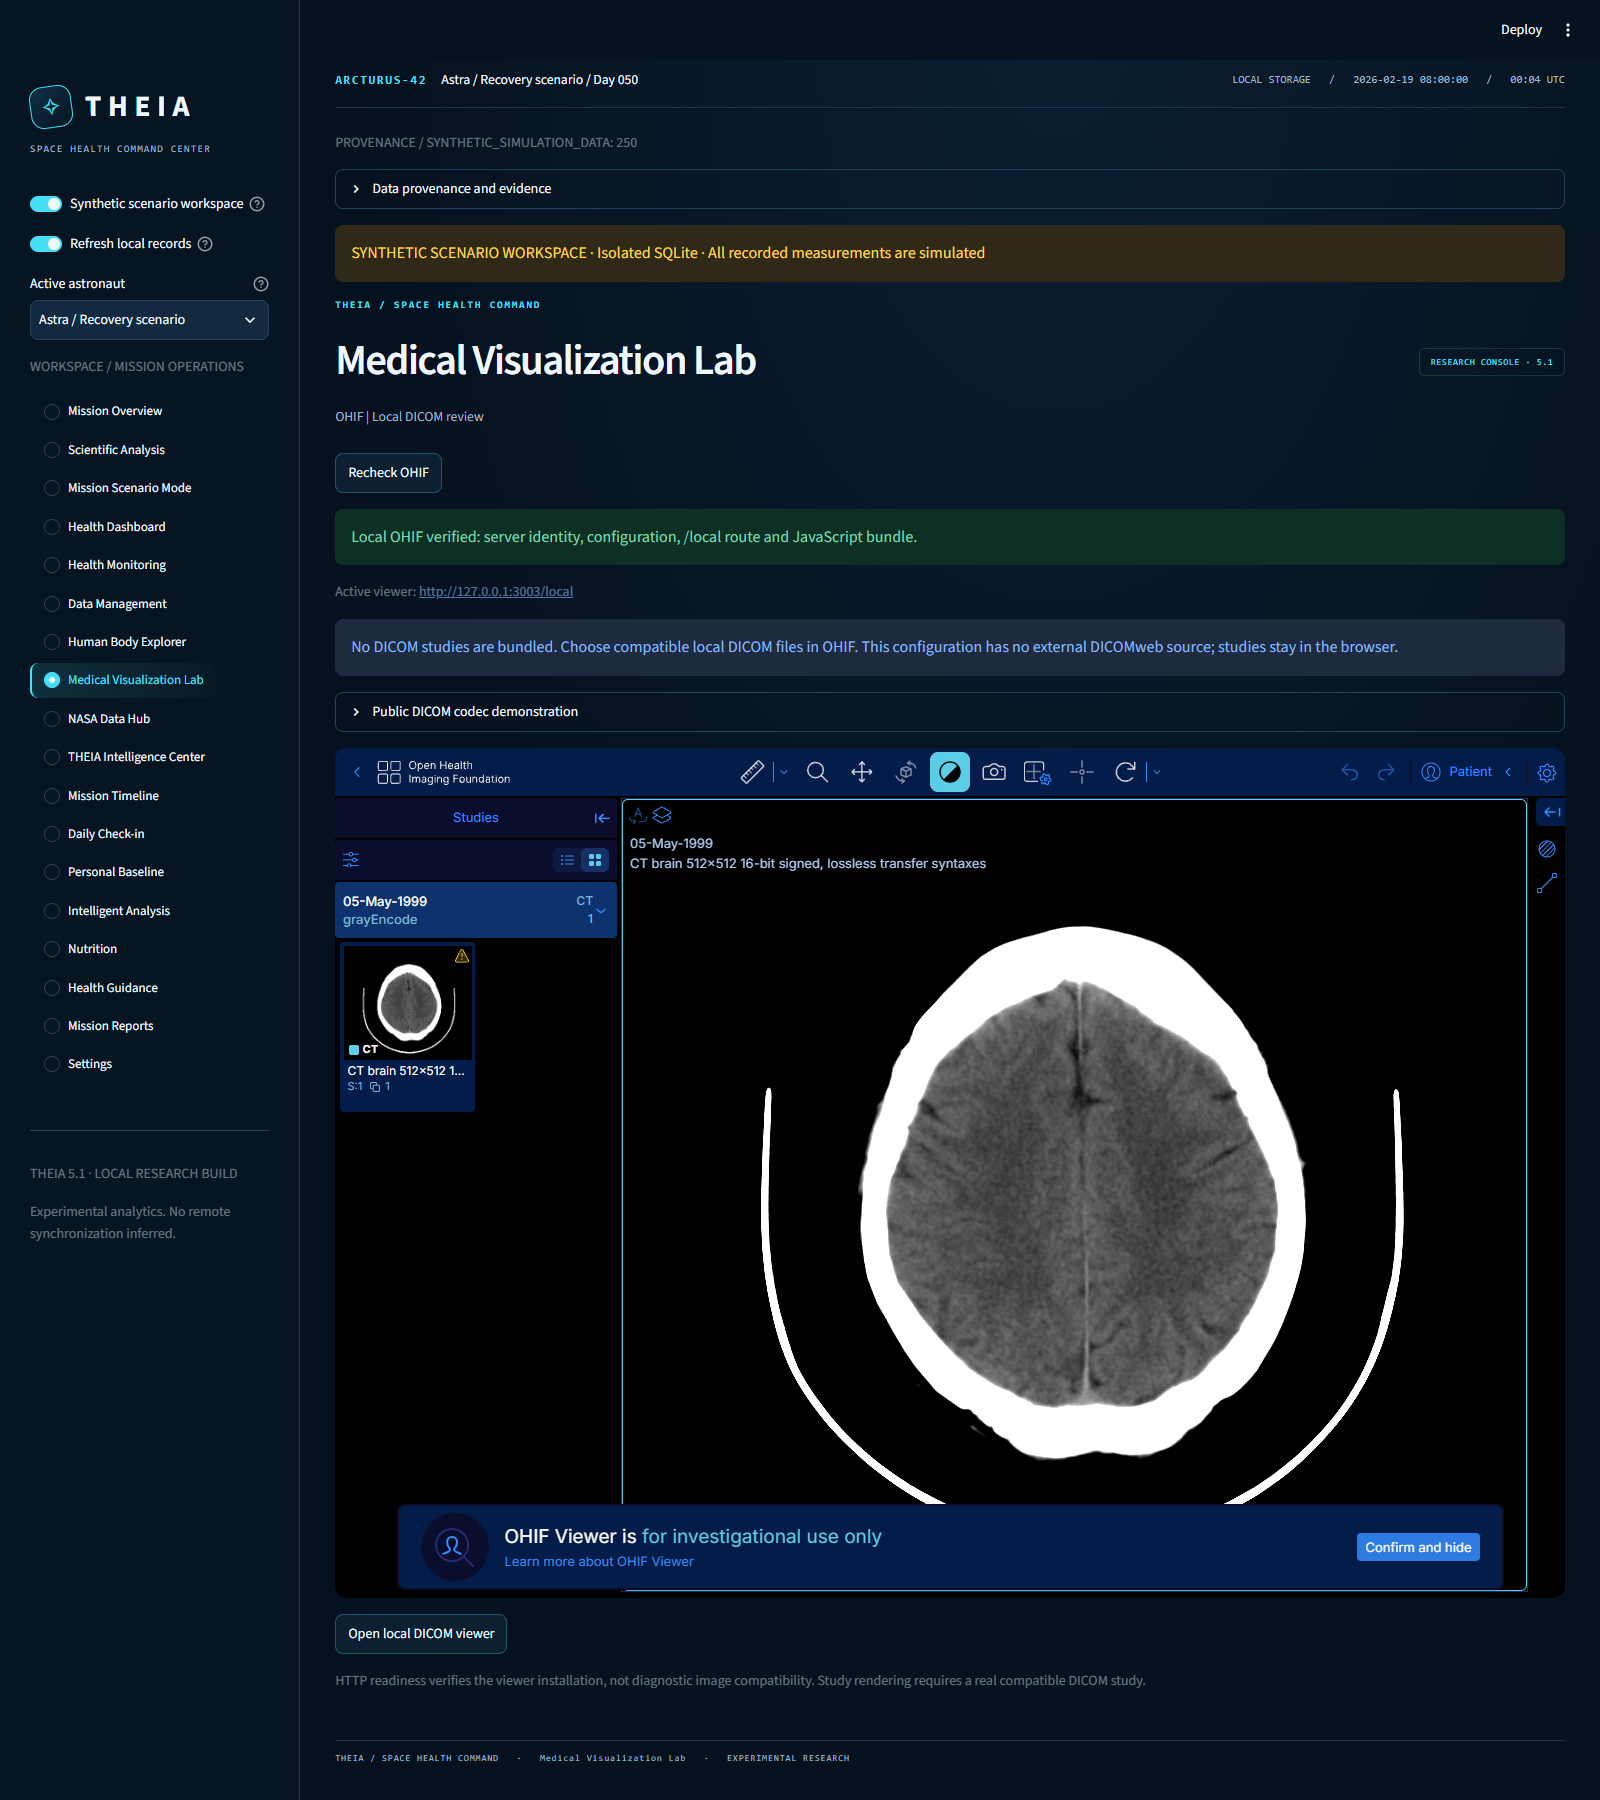 Deploy
THEIA
SPACE HEALTH COMMAND CENTER
Synthetic scenario workspace
Refresh local records
Active astronaut
Astra / Recovery scenario
WORKSPACE / MISSION OPERATIONS
Mission Overview
Scientific Analysis
Mission Scenario Mode
Health Dashboard
Health Monitoring
Data Management
Human Body Explorer
Medical Visualization Lab
NASA Data Hub
THEIA Intelligence Center
Mission Timeline
Daily Check-in
Personal Baseline
Intelligent Analysis
Nutrition
Health Guidance
Mission Reports
Settings
THEIA 5.1 · LOCAL RESEARCH BUILD
Experimental analytics. No remote
synchronization inferred.
ARCTURUS-42 Astra / Recovery scenario / Day 050
LOCAL STORAGE / 2026-02-19 08:00:00 / 00:04 UTC
PROVENANCE / SYNTHETIC_SIMULATION_DATA: 250
Data provenance and evidence
SYNTHETIC SCENARIO WORKSPACE · Isolated SQLite · All recorded measurements are simulated
THEIA / SPACE HEALTH COMMAND
Medical Visualization Lab
RESEARCH CONSOLE · 5.1
OHIF | Local DICOM review
Recheck OHIF
Local OHIF verified: server identity, configuration, /local route and JavaScript bundle.
Active viewer: http://127.0.0.1:3003/local
No DICOM studies are bundled. Choose compatible local DICOM files in OHIF. This configuration has no external DICOMweb source; studies stay in the browser.
Public DICOM codec demonstration
Open Health
Imaging Foundation
Patient
Studies
05-May-1999
CT
grayEncode
1
CT
CT brain 512×512 1...
S:1 1
05-May-1999
CT brain 512×512 16-bit signed, lossless transfer syntaxes
OHIF Viewer is for investigational use only
Learn more about OHIF Viewer
Confirm and hide
Open local DICOM viewer
HTTP readiness verifies the viewer installation, not diagnostic image compatibility. Study rendering requires a real compatible DICOM study.
THEIA / SPACE HEALTH COMMAND · Medical Visualization Lab · EXPERIMENTAL RESEARCH